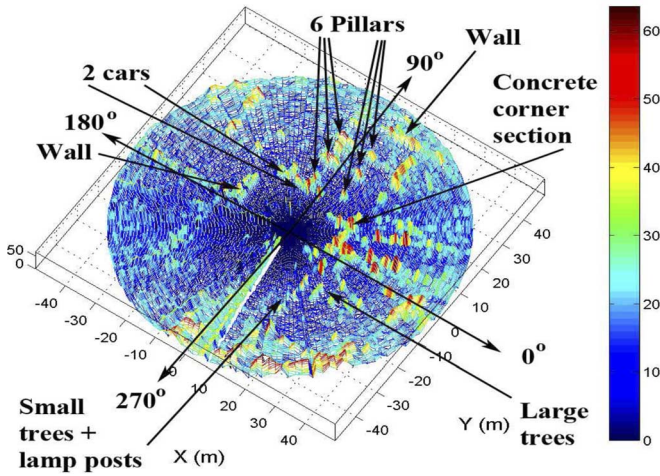 6 Pillars
Wall
2 cars
90°
Concrete
corner
section
180°
Wall
50
0
-40
-30
-20
-10
0
10
20
30
40
X (m)
-40
-30
-20
-10
0
10
20
30
40
Y (m)
0°
270°
Small
trees +
lamp posts
Large
trees
60
50
40
30
20
10
0